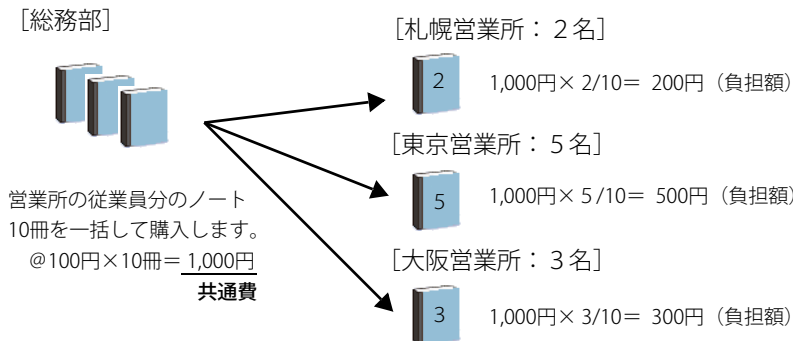 ［総務部］
営業所の従業員分のノート
10冊を一括して購入します。
＠100円×10冊＝ 1,000円
共通費
［札幌営業所：２名］
2
1,000円× 2/10＝ 200円（負担額）
［東京営業所：５名］
5
1,000円× 5 /10＝ 500円（負担額）
［大阪営業所：３名］
3
1,000円× 3/10＝ 300円（負担額）